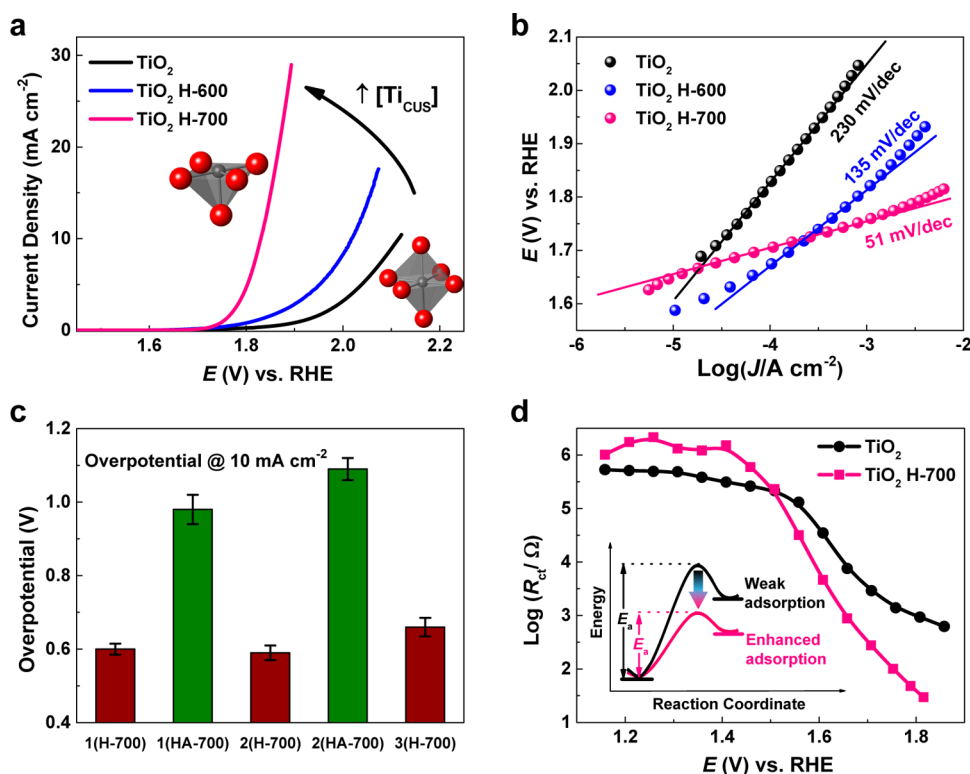 a
Current Density (mA cm⁻²)
30
20
10
0
1.6
1.8
2.0
2.2
E (V) vs. RHE
TiO₂
TiO₂ H-600
TiO₂ H-700
↑ [Ti_CUS]
b
E (V) vs. RHE
2.1
2.0
1.9
1.8
1.7
1.6
-6
-5
-4
-3
-2
Log(J/A cm⁻²)
TiO₂
TiO₂ H-600
TiO₂ H-700
230 mV/dec
135 mV/dec
51 mV/dec
c
Overpotential (V)
1.2
1.0
0.8
0.6
0.4
Overpotential @ 10 mA cm⁻²
1(H-700)
1(HA-700)
2(H-700)
2(HA-700)
3(H-700)
d
Log (R_ct/ Ω)
6
5
4
3
2
1
1.2
1.4
1.6
1.8
E (V) vs. RHE
TiO₂
TiO₂ H-700
Energy
Eₐ
Eₐ
Weak
adsorption
Enhanced
adsorption
Reaction Coordinate